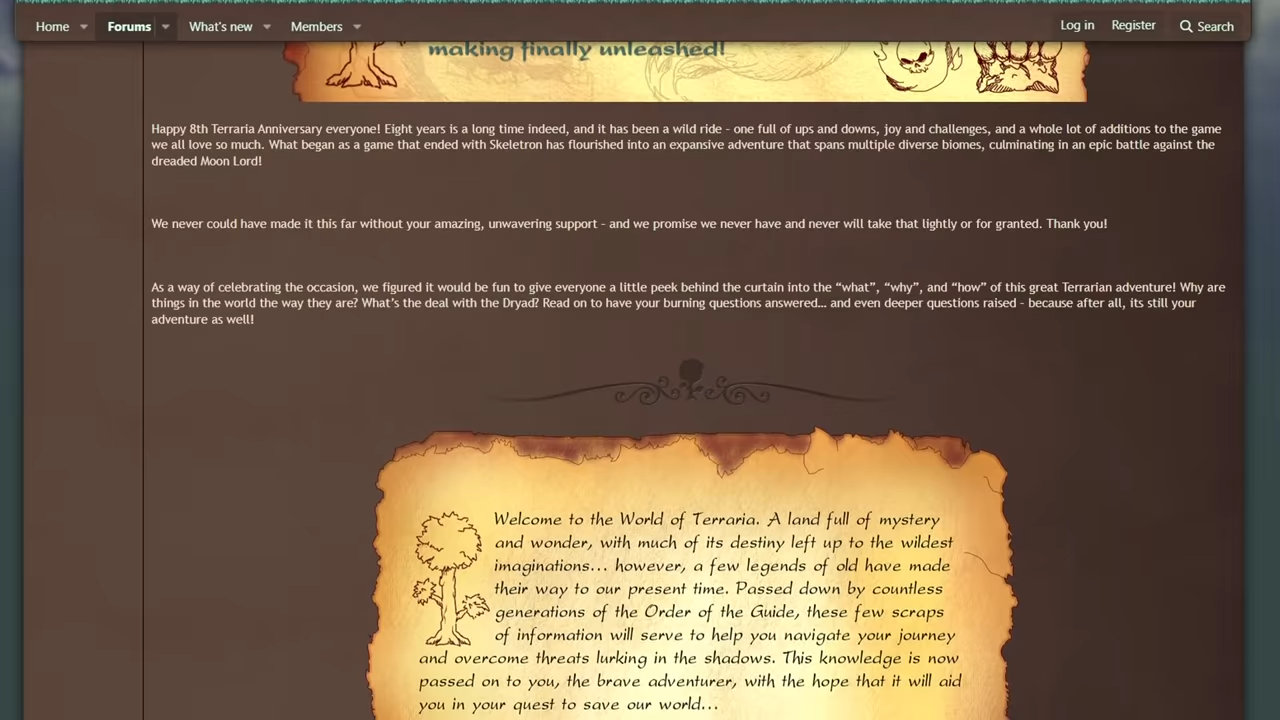 Home Forums What's new Members Log in Register Search
making finally unleashed!
Happy 8th Terraria Anniversary everyone! Eight years is a long time indeed, and it has been a wild ride - one full of ups and downs, joy and challenges, and a whole lot of additions to the game
we all love so much. What began as a game that ended with Skeletron has flourished into an expansive adventure that spans multiple diverse biomes, culminating in an epic battle against the
dreaded Moon Lord!
We never could have made it this far without your amazing, unwavering support - and we promise we never have and never will take that lightly or for granted. Thank you!
As a way of celebrating the occasion, we figured it would be fun to give everyone a little peek behind the curtain into the “what”, “why”, and “how” of this great Terrarian adventure! Why are
things in the world the way they are? What’s the deal with the Dryad? Read on to have your burning questions answered... and even deeper questions raised - because after all, its still your
adventure as well!
Welcome to the World of Terraria. A land full of mystery
and wonder, with much of its destiny left up to the wildest
imaginations... however, a few legends of old have made
their way to our present time. Passed down by countless
generations of the Order of the Guide, these few scraps
of information will serve to help you navigate your journey
and overcome threats lurking in the shadows. This knowledge is now
passed on to you, the brave adventurer, with the hope that it will aid
you in your quest to save our world...